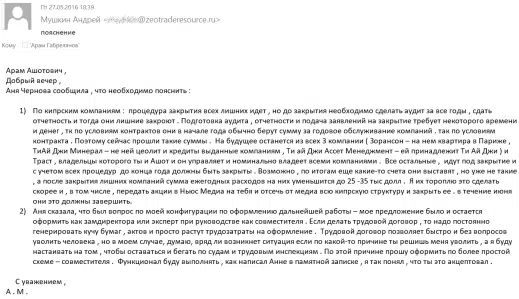 Пт 27.05.2016 18:39
Мушкин Андрей @zeotraderesource.ru>
пояснение
Кому 'Арам Габрелянов'
Арам Ашотович ,
Добрый вечер ,
Аня Чернова сообщила , что необходимо пояснить :
1) По кипрским компаниям : процедура закрытия всех лишних идет , но до закрытия необходимо сделать аудит за все годы , сдать
отчетность и тогда они лишние закроют . Подготовка аудита , отчетности и подача заявлений на закрытие требует некоторого времени
и денег , тк по условиям контрактов они в начале года обычно берут сумму за годовое обслуживание компаний . так по условиям
контракта . Поэтому сейчас прошли такие суммы . На будущее останется из всех 3 компании ( Зорансон – на нем квартира в Париже ,
ТиАЙ Джи Минерал – не ней цеолит и кредиты выданные компании , Ти ай Джи Ассет Менеджмент – ей принадлежит ТиАй Джи ) и
Траст , владельцы которого ты и Ашот и он управляет и номинально владеет всеми компаниями . Все остальные , идут под закрытие и
с учетом всех процедур до конца года должны быть закрыты . Возможно , по итогам еще какие-то счета они выставят , но уже не такие
, а после закрытия лишних компаний сумма ежегодных расходов на них уменьшится до 25 -35 тыс долл . Я их тороплю это сделать
скорее и , в том числе , передать акции в Ньюс Медиа на тебя и отсечь от медиа всю кипрскую структуру и закрыть ее . в течение июня
они это должны завершить.
2) Аня сказала, что был вопрос по моей конфигурации по оформлению дальнейшей работы – мое предложение было и остается
оформить как замдиректора или эксперт при руководстве как совместителя . Если делать трудовой договор , то надо постоянно
генерировать кучу бумаг , актов и просто растут трудозатраты на оформление . Трудовой договор позволяет быстро и без вопросов
уволить человека , но в моем случае, думаю, вряд ли возникнет ситуация если по какой-то причине ты решишь меня уволить , а я буду
настаивать на том , чтобы оставаться и бегать по судам и трудовым инспекциям . По этой причине прошу оформить по более простой
схеме – совместителя . Функционал буду выполнять , как написал Анне в памятной записке , я так понял , что ты это акцептовал .
С уважением ,
А . М .